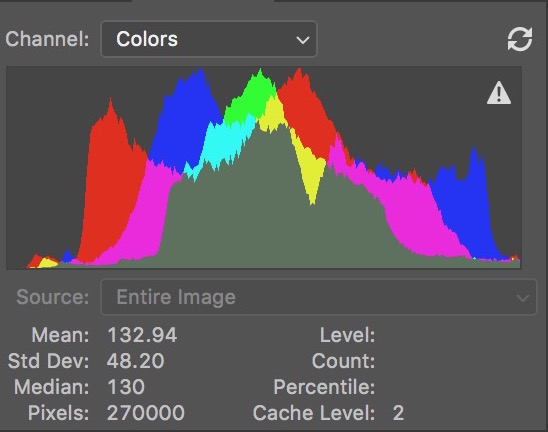 Channel: Colors
Source: Entire Image
Mean: 132.94 Level:
Std Dev: 48.20 Count:
Median: 130 Percentile:
Pixels: 270000 Cache Level: 2